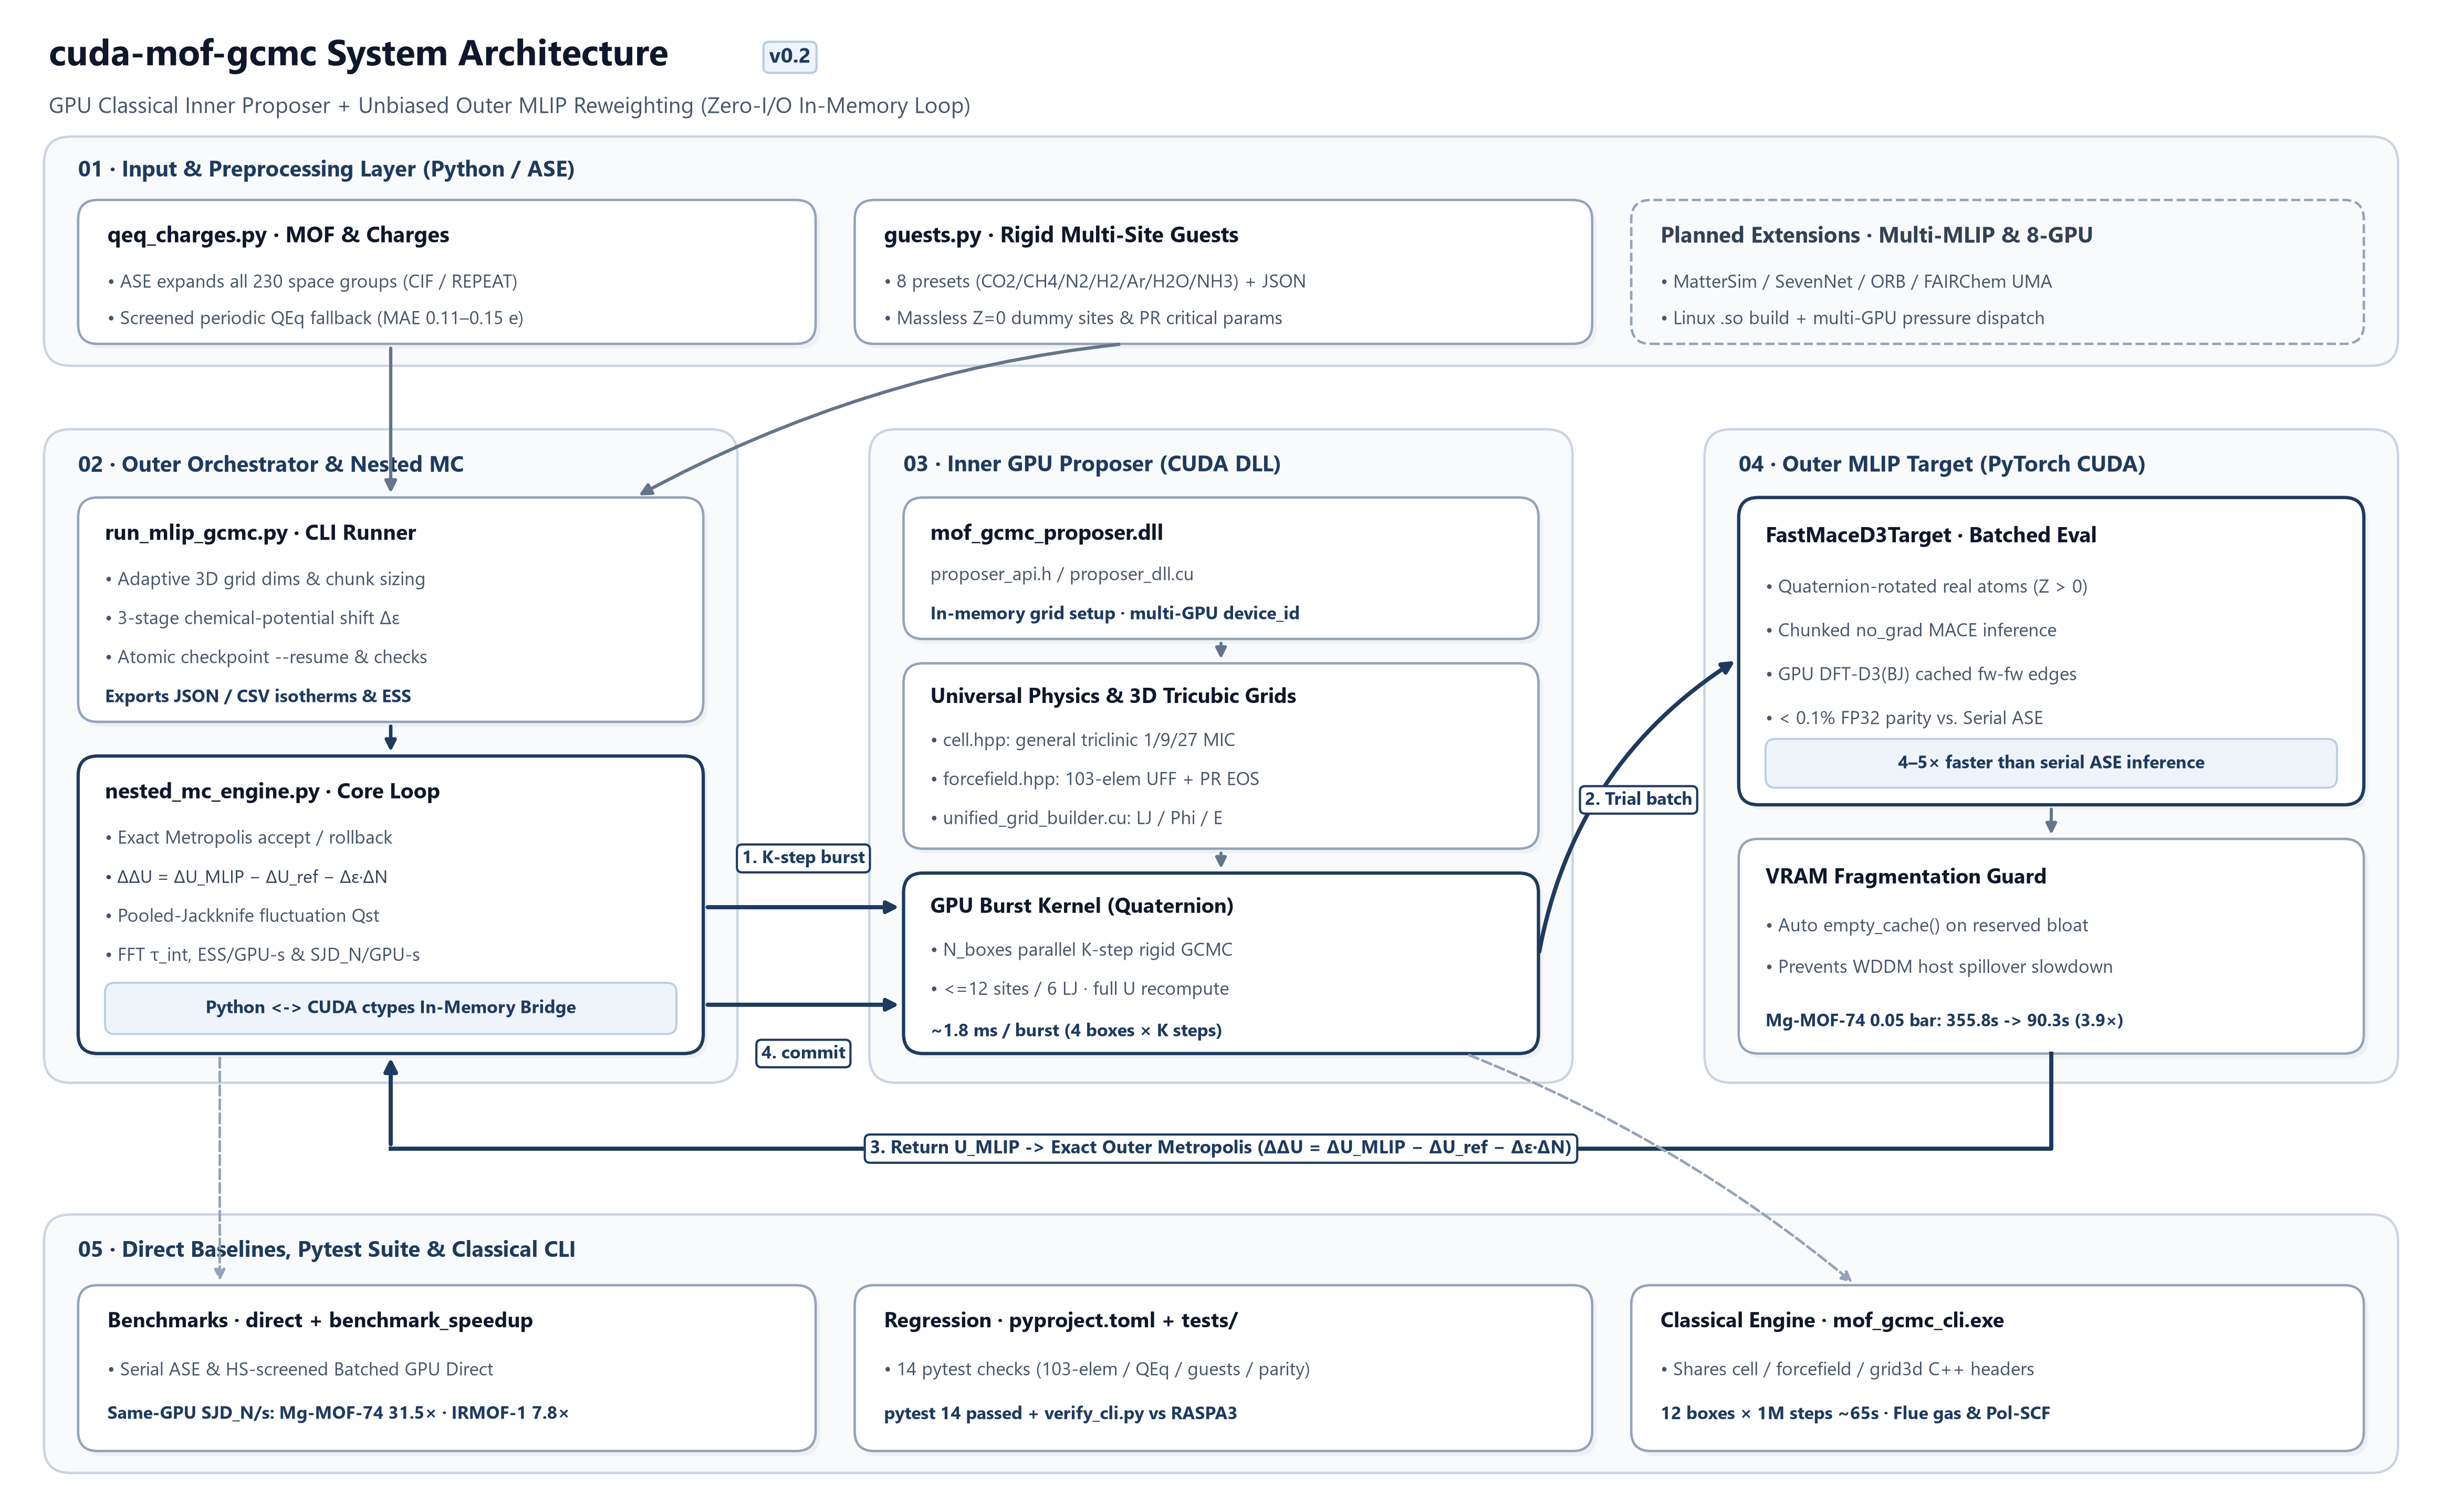 cuda-mof-gcmc System Architecture
v0.2
GPU Classical Inner Proposer + Unbiased Outer MLIP Reweighting (Zero-I/O In-Memory Loop)
01 · Input & Preprocessing Layer (Python / ASE)
qeq_charges.py · MOF & Charges
• ASE expands all 230 space groups (CIF / REPEAT)
• Screened periodic QEq fallback (MAE 0.11–0.15 e)
guests.py · Rigid Multi-Site Guests
• 8 presets (CO2/CH4/N2/H2/Ar/H2O/NH3) + JSON
• Massless Z=0 dummy sites & PR critical params
Planned Extensions · Multi-MLIP & 8-GPU
• MatterSim / SevenNet / ORB / FAIRChem UMA
• Linux .so build + multi-GPU pressure dispatch
02 · Outer Orchestrator & Nested MC
run_mlip_gcmc.py · CLI Runner
• Adaptive 3D grid dims & chunk sizing
• 3-stage chemical-potential shift Δε
• Atomic checkpoint --resume & checks
Exports JSON / CSV isotherms & ESS
nested_mc_engine.py · Core Loop
• Exact Metropolis accept / rollback
• ΔΔU = ΔU_MLIP − ΔU_ref − Δε·ΔN
• Pooled-Jackknife fluctuation Qst
• FFT τ_int, ESS/GPU-s & SJD_N/GPU-s
Python <-> CUDA ctypes In-Memory Bridge
1. K-step burst
4. commit
03 · Inner GPU Proposer (CUDA DLL)
mof_gcmc_proposer.dll
proposer_api.h / proposer_dll.cu
In-memory grid setup · multi-GPU device_id
Universal Physics & 3D Tricubic Grids
• cell.hpp: general triclinic 1/9/27 MIC
• forcefield.hpp: 103-elem UFF + PR EOS
• unified_grid_builder.cu: LJ / Phi / E
GPU Burst Kernel (Quaternion)
• N_boxes parallel K-step rigid GCMC
• <=12 sites / 6 LJ · full U recompute
~1.8 ms / burst (4 boxes × K steps)
2. Trial batch
04 · Outer MLIP Target (PyTorch CUDA)
FastMaceD3Target · Batched Eval
• Quaternion-rotated real atoms (Z > 0)
• Chunked no_grad MACE inference
• GPU DFT-D3(BJ) cached fw-fw edges
• < 0.1% FP32 parity vs. Serial ASE
4–5× faster than serial ASE inference
VRAM Fragmentation Guard
• Auto empty_cache() on reserved bloat
• Prevents WDDM host spillover slowdown
Mg-MOF-74 0.05 bar: 355.8s -> 90.3s (3.9×)
3. Return U_MLIP -> Exact Outer Metropolis (ΔΔU = ΔU_MLIP − ΔU_ref − Δε·ΔN)
05 · Direct Baselines, Pytest Suite & Classical CLI
Benchmarks · direct + benchmark_speedup
• Serial ASE & HS-screened Batched GPU Direct
Same-GPU SJD_N/s: Mg-MOF-74 31.5× · IRMOF-1 7.8×
Regression · pyproject.toml + tests/
• 14 pytest checks (103-elem / QEq / guests / parity)
pytest 14 passed + verify_cli.py vs RASPA3
Classical Engine · mof_gcmc_cli.exe
• Shares cell / forcefield / grid3d C++ headers
12 boxes × 1M steps ~65s · Flue gas & Pol-SCF